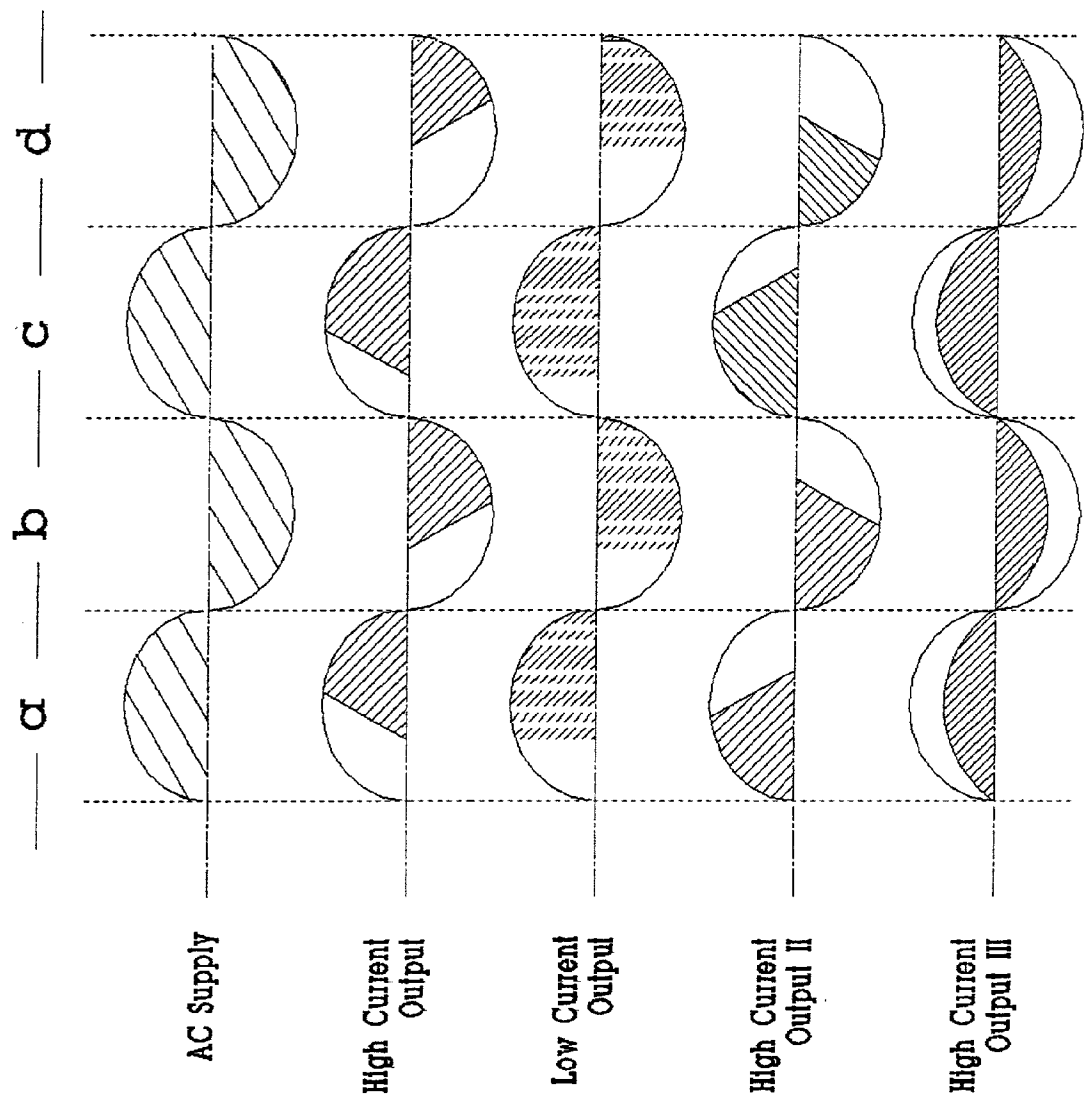 a b c d
AC Supply
High Current
Output
Low Current
Output
High Current
Output II
High Current
Output III